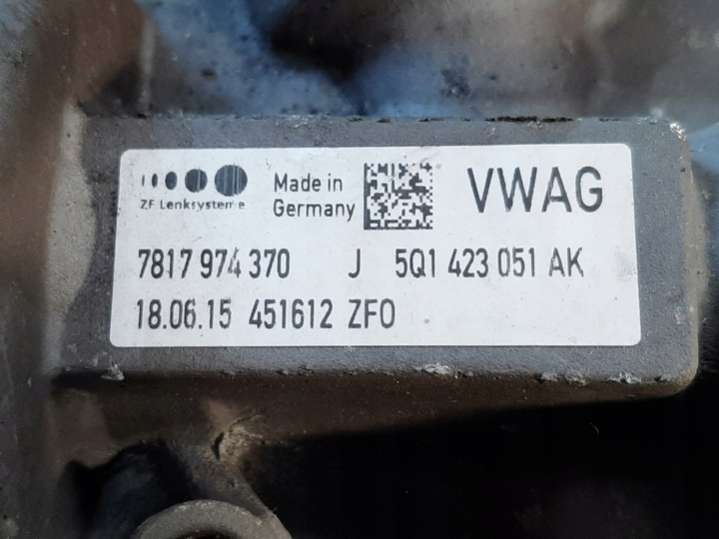 ZF Lenksysteme
Made in
Germany
VWAG
7817 974 370 J 5Q1 423 051 AK
18.06.15 451612 ZFO